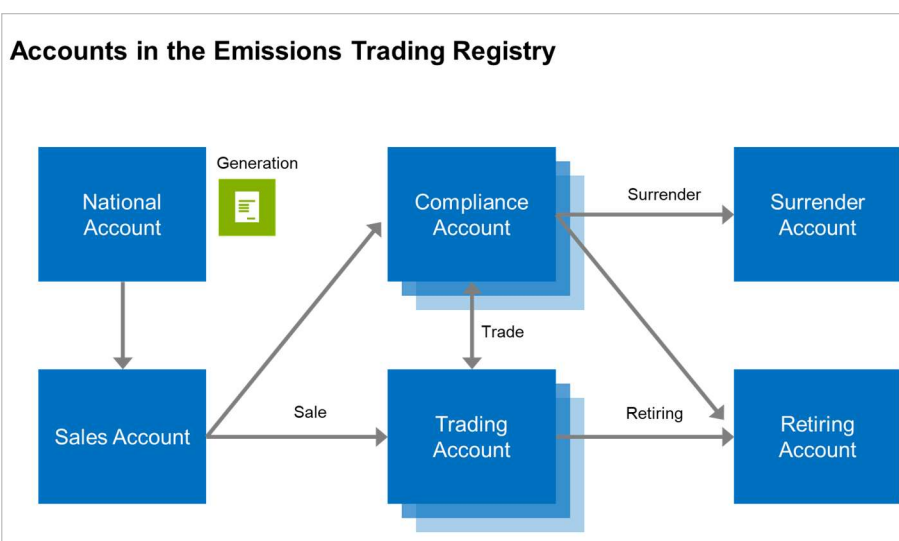 Accounts in the Emissions Trading Registry
Generation
National
Account
Compliance
Account
Surrender
Surrender
Account
Trade
Sales Account
Sale
Trading
Account
Retiring
Retiring
Account